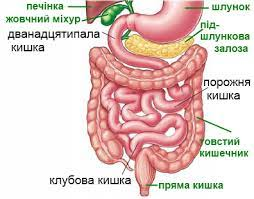 печінка
жовчний міхур
дванадцятипала
кишка
шлунок
під-
шлункова
залоза
порожня
кишка
товстий
кишечник
клубова кишка
пряма кишка